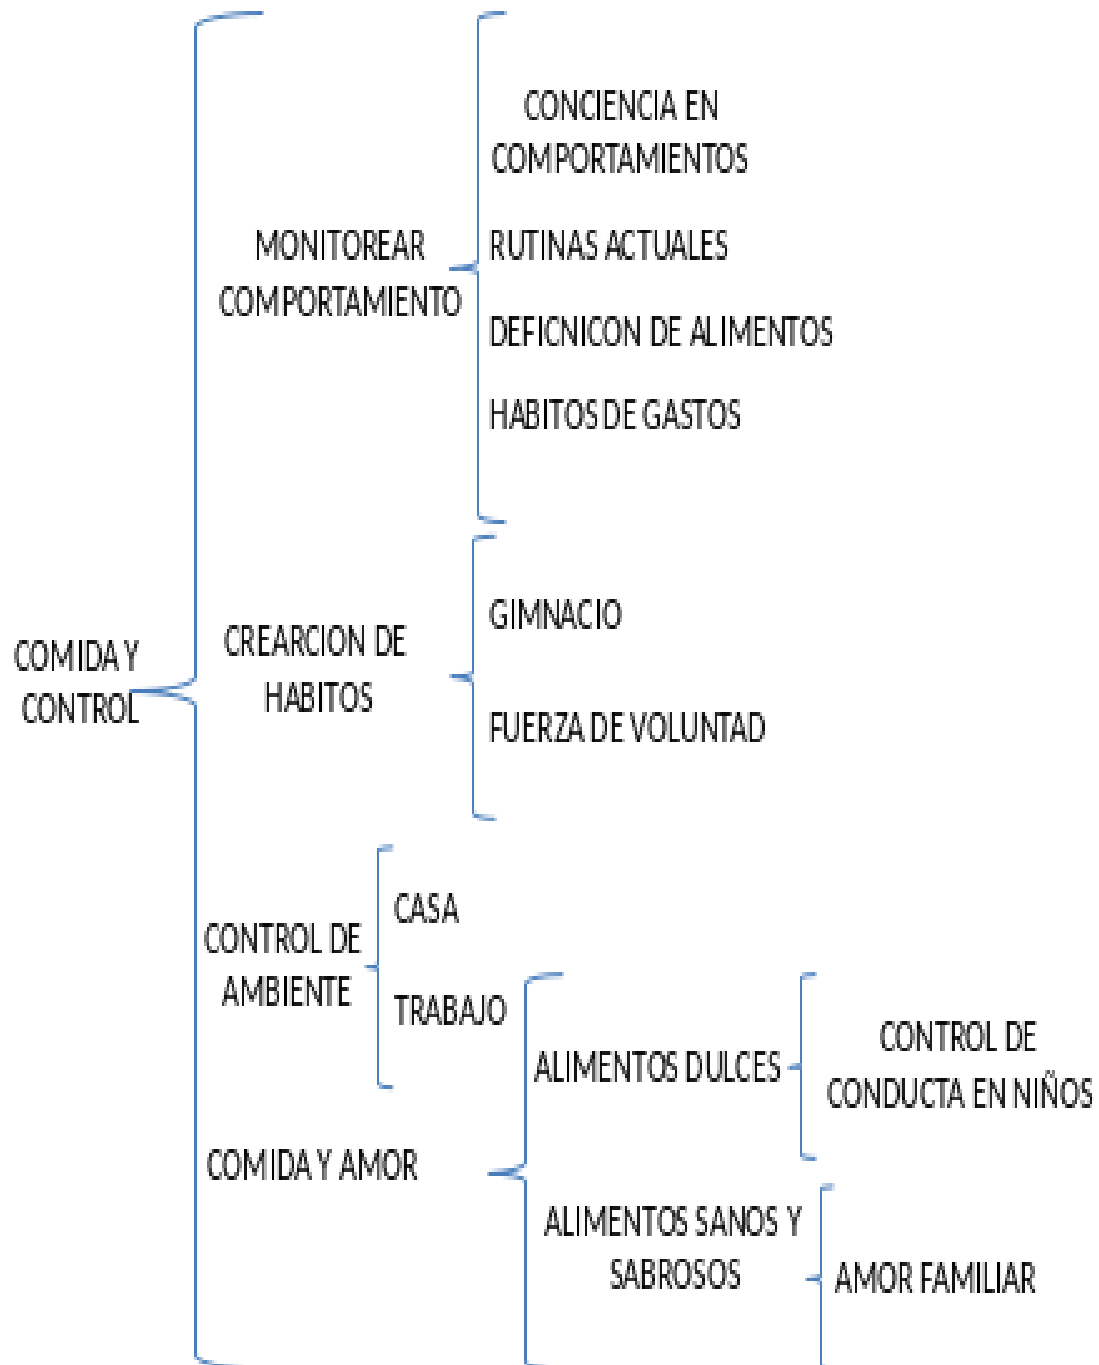 COMIDA Y
CONTROL
MONITOREAR
COMPORTAMIENTO
CONCIENCIA EN
COMPORTAMIENTOS
RUTINAS ACTUALES
DEFICNICON DE ALIMENTOS
HABITOS DE GASTOS
CREARCION DE
HABITOS
GIMNACIO
FUERZA DE VOLUNTAD
CONTROL DE
AMBIENTE
CASA
TRABAJO
COMIDA Y AMOR
ALIMENTOS DULCES
CONTROL DE
CONDUCTA EN NIÑOS
ALIMENTOS SANOS Y
SABROSOS
AMOR FAMILIAR